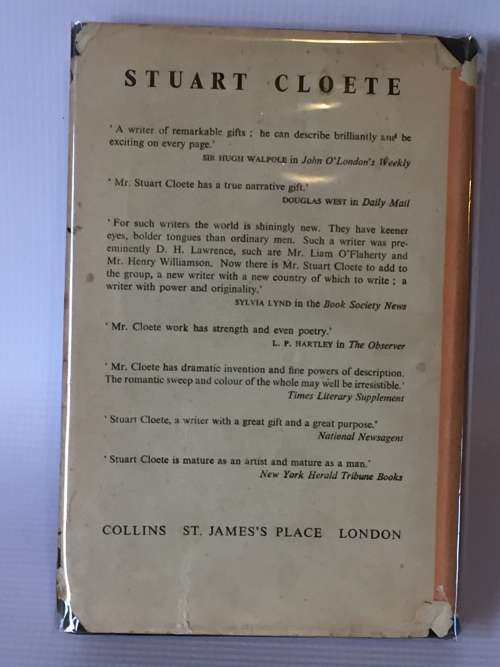 STUART CLOETE
' A writer of remarkable gifts ; he can describe brilliantly and be
exciting on every page.'
SIR HUGH WALPOLE in John O'London's Weekly
' Mr. Stuart Cloete has a true narrative gift.'
DOUGLAS WEST in Daily Mail
' For such writers the world is shiningly new. They have keener
eyes, bolder tongues than ordinary men. Such a writer was pre-
eminently D. H. Lawrence, such are Mr. Liam O'Flaherty and
Mr. Henry Williamson. Now there is Mr. Stuart Cloete to add to
the group, a new writer with a new country of which to write ; a
writer with power and originality.'
SYLVIA LYND in the Book Society News
' Mr. Cloete work has strength and even poetry.'
L. P. HARTLEY in The Observer
' Mr. Cloete has dramatic invention and fine powers of description.
The romantic sweep and colour of the whole may well be irresistible.'
Times Literary Supplement
' Stuart Cloete, a writer with a great gift and a great purpose.'
National Newsagent
' Stuart Cloete is mature as an artist and mature as a man.'
New York Herald Tribune Books
COLLINS ST. JAMES'S PLACE LONDON